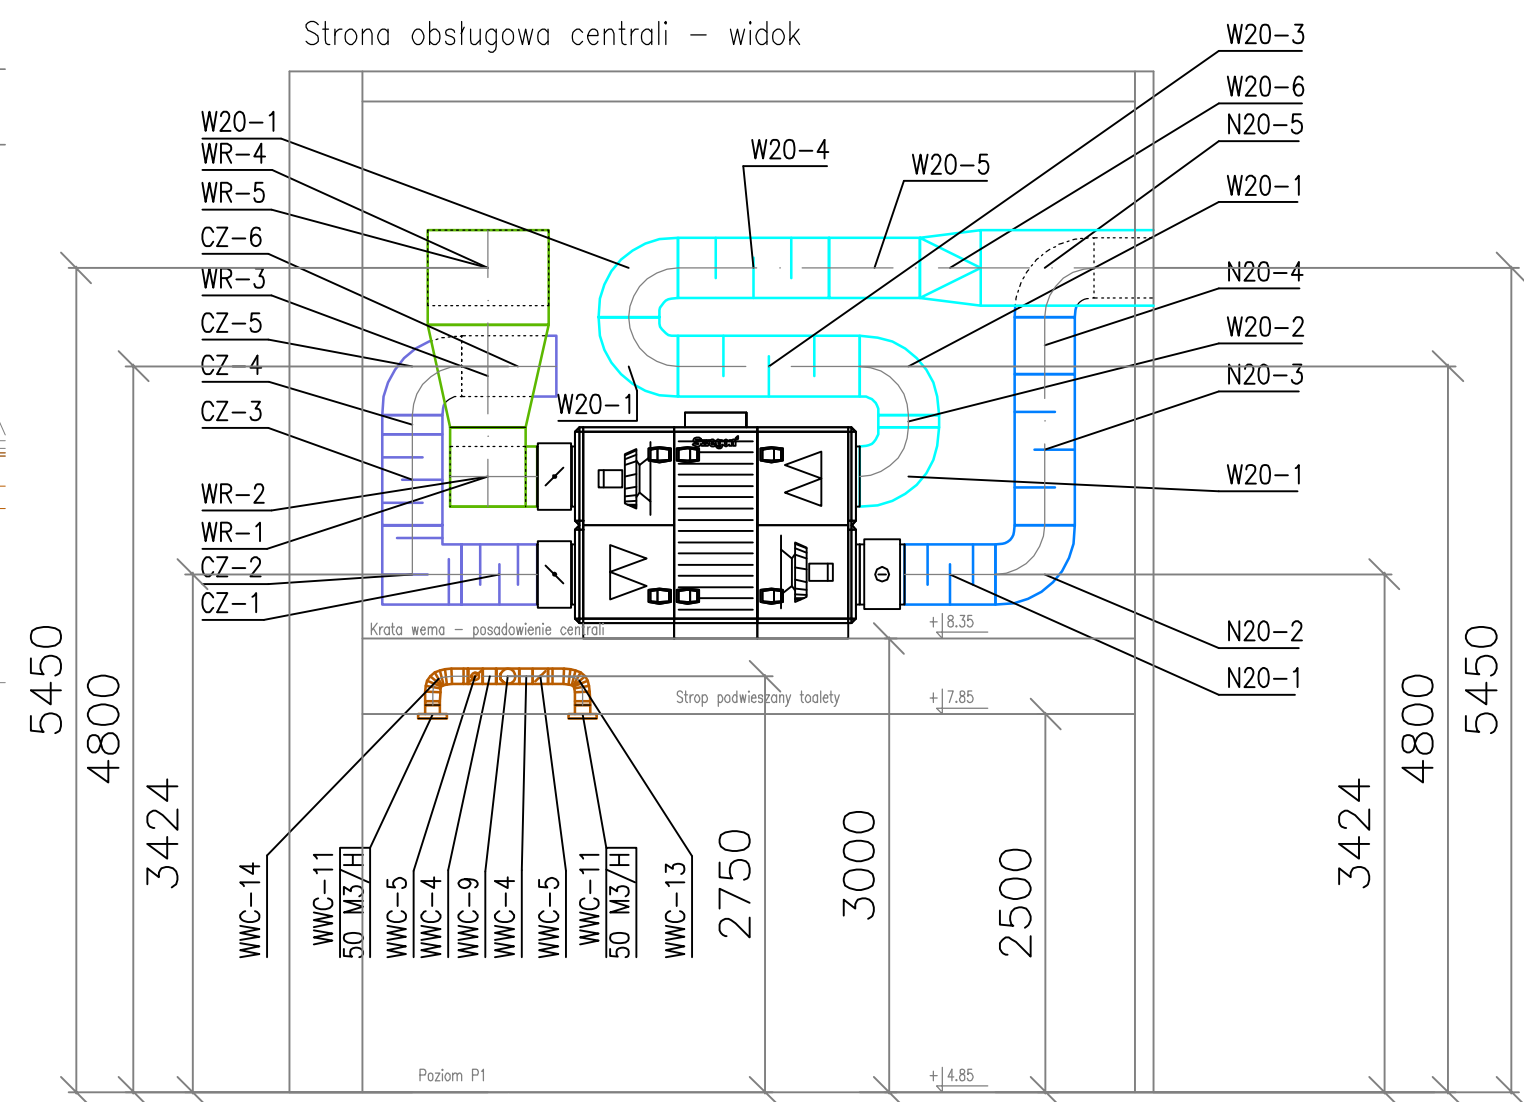 Strona obsługowa centrali – widok
W20-3
W20-6
N20-5
W20-1
WR-4
WR-5
CZ-6
WR-3
CZ-5
CZ-4
CZ-3
WR-2
WR-1
CZ-2
CZ-1
W20-4
W20-5
W20-1
N20-4
W20-2
N20-3
W20-1
W20-1
N20-2
N20-1
Swegon
Krata wema – posadowienie centrali
+ 8.35
Strop podwieszany toalety
+ 7.85
5450
4800
3424
WWC-14
WWC-11
50 M3/H
WWC-5
WWC-4
WWC-9
WWC-4
WWC-5
WWC-11
50 M3/H
WWC-13
2750
3000
2500
3424
4800
5450
Poziom P1
+ 4.85